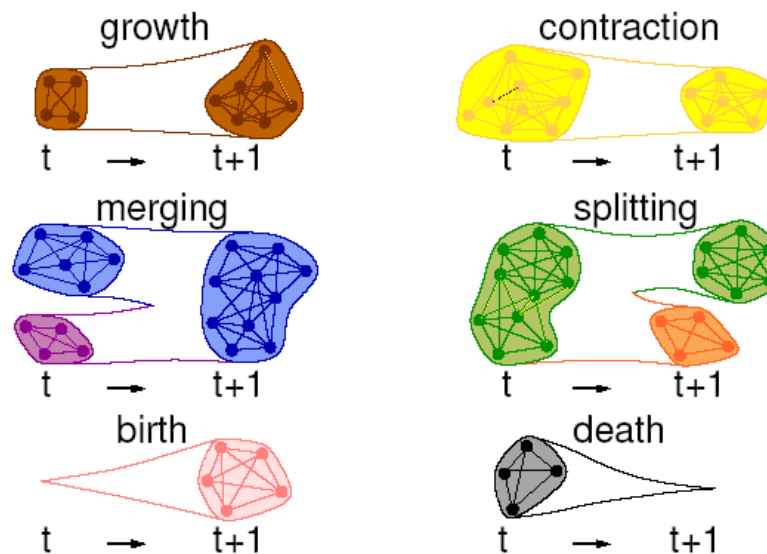 growth contraction
t t+1 t t+1
merging splitting
t t+1 t t+1
birth death
t t+1 t t+1